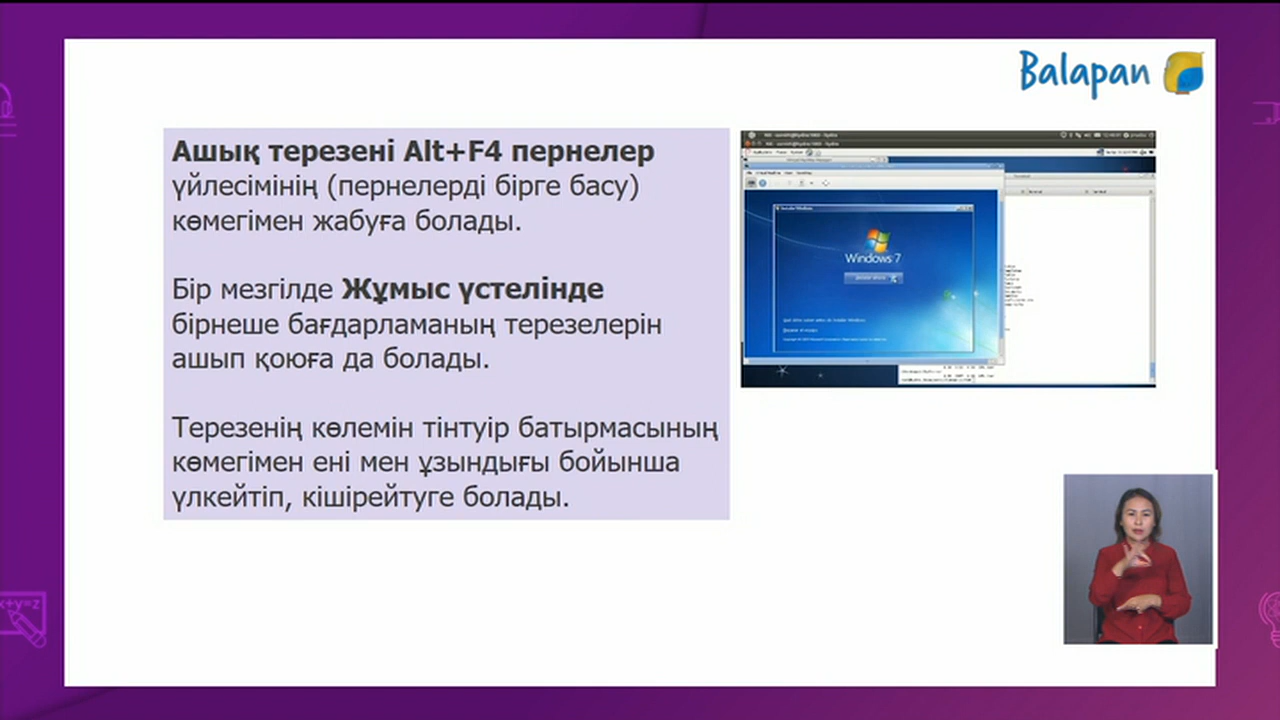 Balapan
Ашық терезені Alt+F4 пернелер
үйлесімінің (пернелерді бірге басу)
көмегімен жабуға болады.
Бір мезгілде Жұмыс үстелінде
бірнеше бағдарламаның терезелерін
ашып қоюға да болады.
Терезенің көлемін тінтуір батырмасының
көмегімен ені мен ұзындығы бойынша
үлкейтіп, кішірейтуге болады.
Windows 7
x+y=z